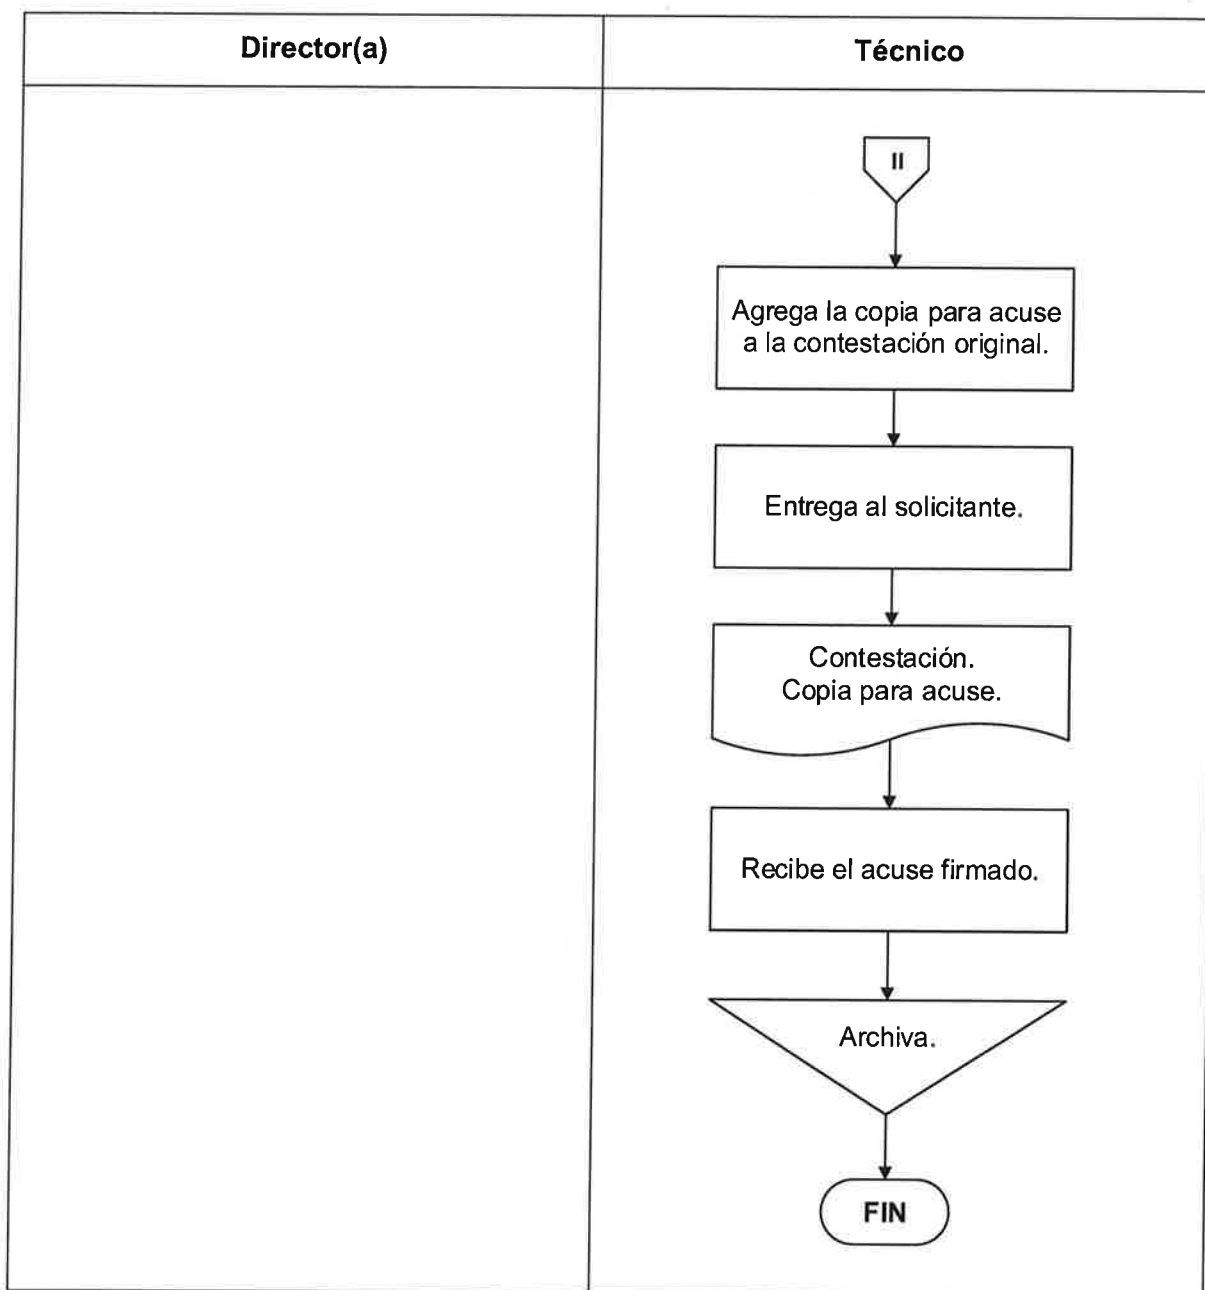 Director(a)
Técnico
II
Agrega la copia para acuse
a la contestación original.
Entrega al solicitante.
Contestación.
Copia para acuse.
Recibe el acuse firmado.
Archiva.
FIN